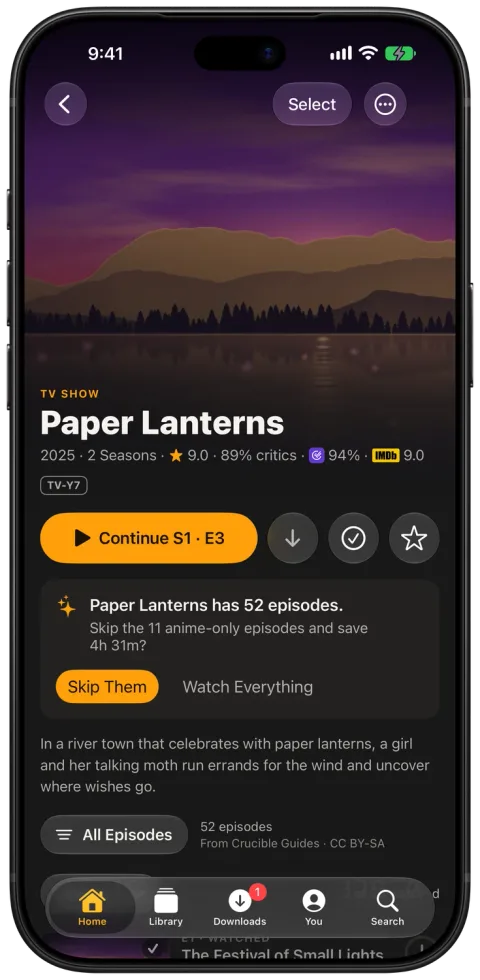 9:41
Select
TV SHOW
Paper Lanterns
2025 · 2 Seasons · ★ 9.0 · 89% critics · 94% · IMDb 9.0
TV-Y7
Continue S1 · E3
Paper Lanterns has 52 episodes.
Skip the 11 anime-only episodes and save
4h 31m?
Skip Them
Watch Everything
In a river town that celebrates with paper lanterns, a girl
and her talking moth run errands for the wind and uncover
where wishes go.
All Episodes
52 episodes
From Crucible Guides · CC BY-SA
1
Home
Library
Downloads
You
Search
E1 · WATCHED
The Festival of Small Lights